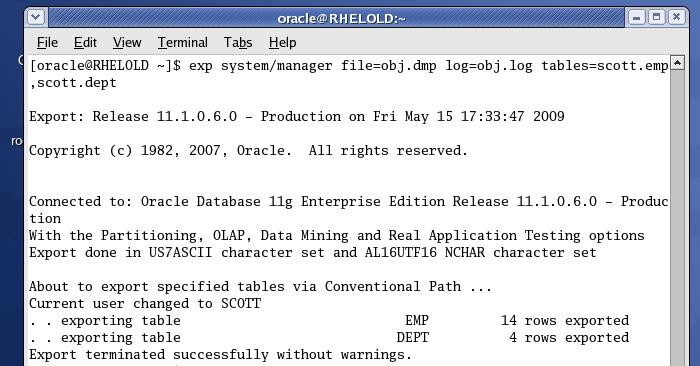 oracle@RHELOLD:~
File Edit View Terminal Tabs Help
[oracle@RHELOLD ~]$ exp system/manager file=obj.dmp log=obj.log tables=scott.emp
,scott.dept
Export: Release 11.1.0.6.0 - Production on Fri May 15 17:33:47 2009
Copyright (c) 1982, 2007, Oracle.  All rights reserved.
Connected to: Oracle Database 11g Enterprise Edition Release 11.1.0.6.0 - Produc
tion
With the Partitioning, OLAP, Data Mining and Real Application Testing options
Export done in US7ASCII character set and AL16UTF16 NCHAR character set
About to export specified tables via Conventional Path ...
Current user changed to SCOTT
. . exporting table                            EMP         14 rows exported
. . exporting table                           DEPT          4 rows exported
Export terminated successfully without warnings.